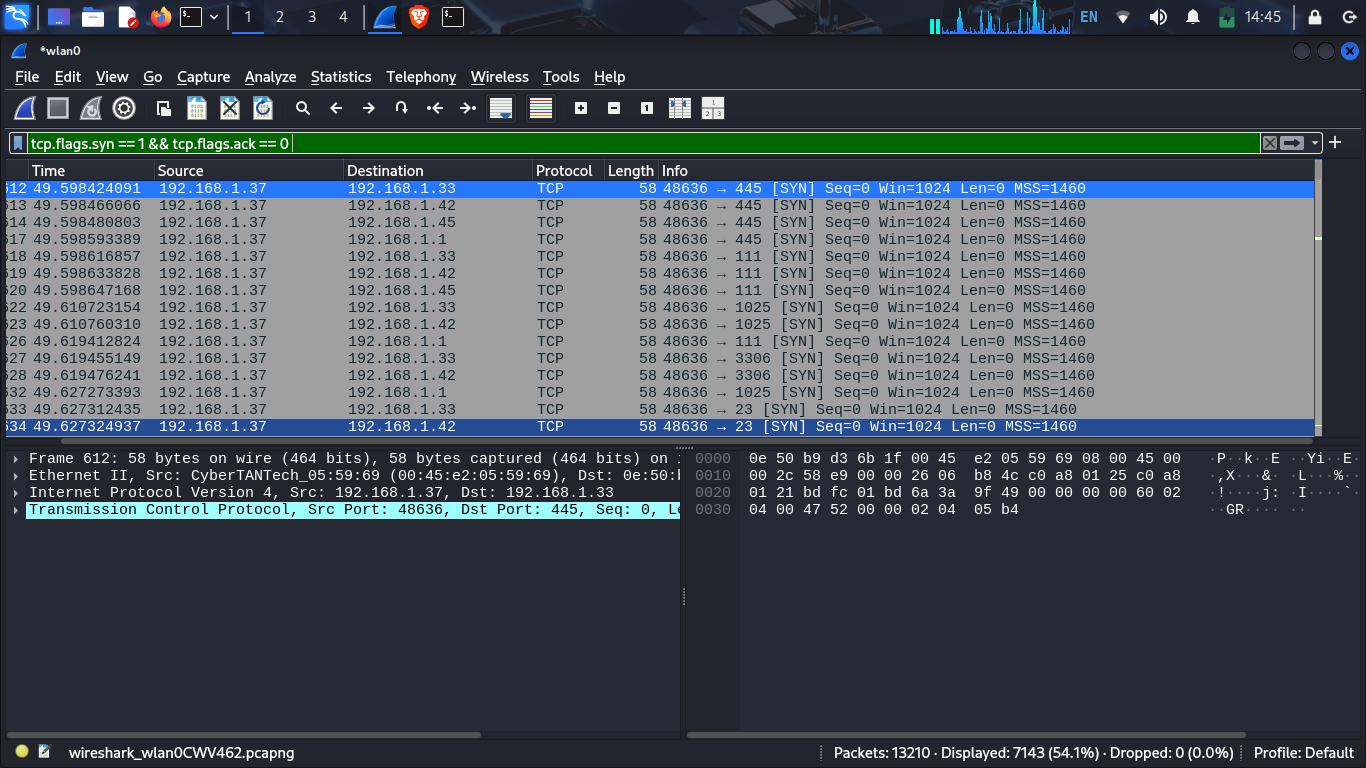 1 2 3 4 EN 14:45
*wlan0
File Edit View Go Capture Analyze Statistics Telephony Wireless Tools Help
tcp.flags.syn == 1 && tcp.flags.ack == 0
Time Source Destination Protocol Length Info
612 49.598424091 192.168.1.37 192.168.1.33 TCP 58 48636 → 445 [SYN] Seq=0 Win=1024 Len=0 MSS=1460
613 49.598466066 192.168.1.37 192.168.1.42 TCP 58 48636 → 445 [SYN] Seq=0 Win=1024 Len=0 MSS=1460
614 49.598480803 192.168.1.37 192.168.1.45 TCP 58 48636 → 445 [SYN] Seq=0 Win=1024 Len=0 MSS=1460
617 49.598593389 192.168.1.37 192.168.1.1 TCP 58 48636 → 445 [SYN] Seq=0 Win=1024 Len=0 MSS=1460
618 49.598616857 192.168.1.37 192.168.1.33 TCP 58 48636 → 111 [SYN] Seq=0 Win=1024 Len=0 MSS=1460
619 49.598633828 192.168.1.37 192.168.1.42 TCP 58 48636 → 111 [SYN] Seq=0 Win=1024 Len=0 MSS=1460
620 49.598647168 192.168.1.37 192.168.1.45 TCP 58 48636 → 111 [SYN] Seq=0 Win=1024 Len=0 MSS=1460
622 49.610723154 192.168.1.37 192.168.1.33 TCP 58 48636 → 1025 [SYN] Seq=0 Win=1024 Len=0 MSS=1460
623 49.610760310 192.168.1.37 192.168.1.42 TCP 58 48636 → 1025 [SYN] Seq=0 Win=1024 Len=0 MSS=1460
626 49.619412824 192.168.1.37 192.168.1.1 TCP 58 48636 → 111 [SYN] Seq=0 Win=1024 Len=0 MSS=1460
627 49.619455149 192.168.1.37 192.168.1.33 TCP 58 48636 → 3306 [SYN] Seq=0 Win=1024 Len=0 MSS=1460
628 49.619476241 192.168.1.37 192.168.1.42 TCP 58 48636 → 3306 [SYN] Seq=0 Win=1024 Len=0 MSS=1460
632 49.627273393 192.168.1.37 192.168.1.1 TCP 58 48636 → 1025 [SYN] Seq=0 Win=1024 Len=0 MSS=1460
633 49.627312435 192.168.1.37 192.168.1.33 TCP 58 48636 → 23 [SYN] Seq=0 Win=1024 Len=0 MSS=1460
634 49.627324937 192.168.1.37 192.168.1.42 TCP 58 48636 → 23 [SYN] Seq=0 Win=1024 Len=0 MSS=1460
Frame 612: 58 bytes on wire (464 bits), 58 bytes captured (464 bits) on
Ethernet II, Src: CyberTANTech_05:59:69 (00:45:e2:05:59:69), Dst: 0e:50:b
Internet Protocol Version 4, Src: 192.168.1.37, Dst: 192.168.1.33
Transmission Control Protocol, Src Port: 48636, Dst Port: 445, Seq: 0, Le
0000 0e 50 b9 d3 6b 1f 00 45 e2 05 59 69 08 00 45 00 ·P··k··E ··Yi··E·
0010 00 2c 58 e9 00 00 26 06 b8 4c c0 a8 01 25 c0 a8 ·,X···&· ·L···%··
0020 01 21 bd fc 01 bd 6a 3a 9f 49 00 00 00 00 60 02 ·!····j: ·I····`·
0030 04 00 47 52 00 00 02 04 05 b4 ··GR···· ··
wireshark_wlan0CWV462.pcapng
Packets: 13210 · Displayed: 7143 (54.1%) · Dropped: 0 (0.0%) Profile: Default